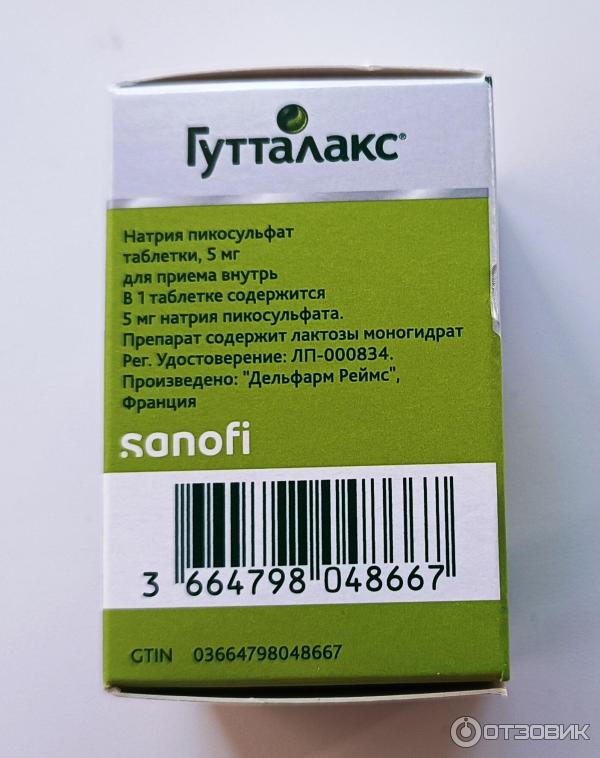 Гутталакс®
Натрия пикосульфат
таблетки, 5 мг
для приема внутрь
В 1 таблетке содержится
5 мг натрия пикосульфата.
Препарат содержит лактозы моногидрат
Рег. Удостоверение: ЛП-000834.
Произведено: "Дельфарм Реймс",
Франция
sanofi
3 664798 048667
GTIN 03664798048667
ОТЗОВИК